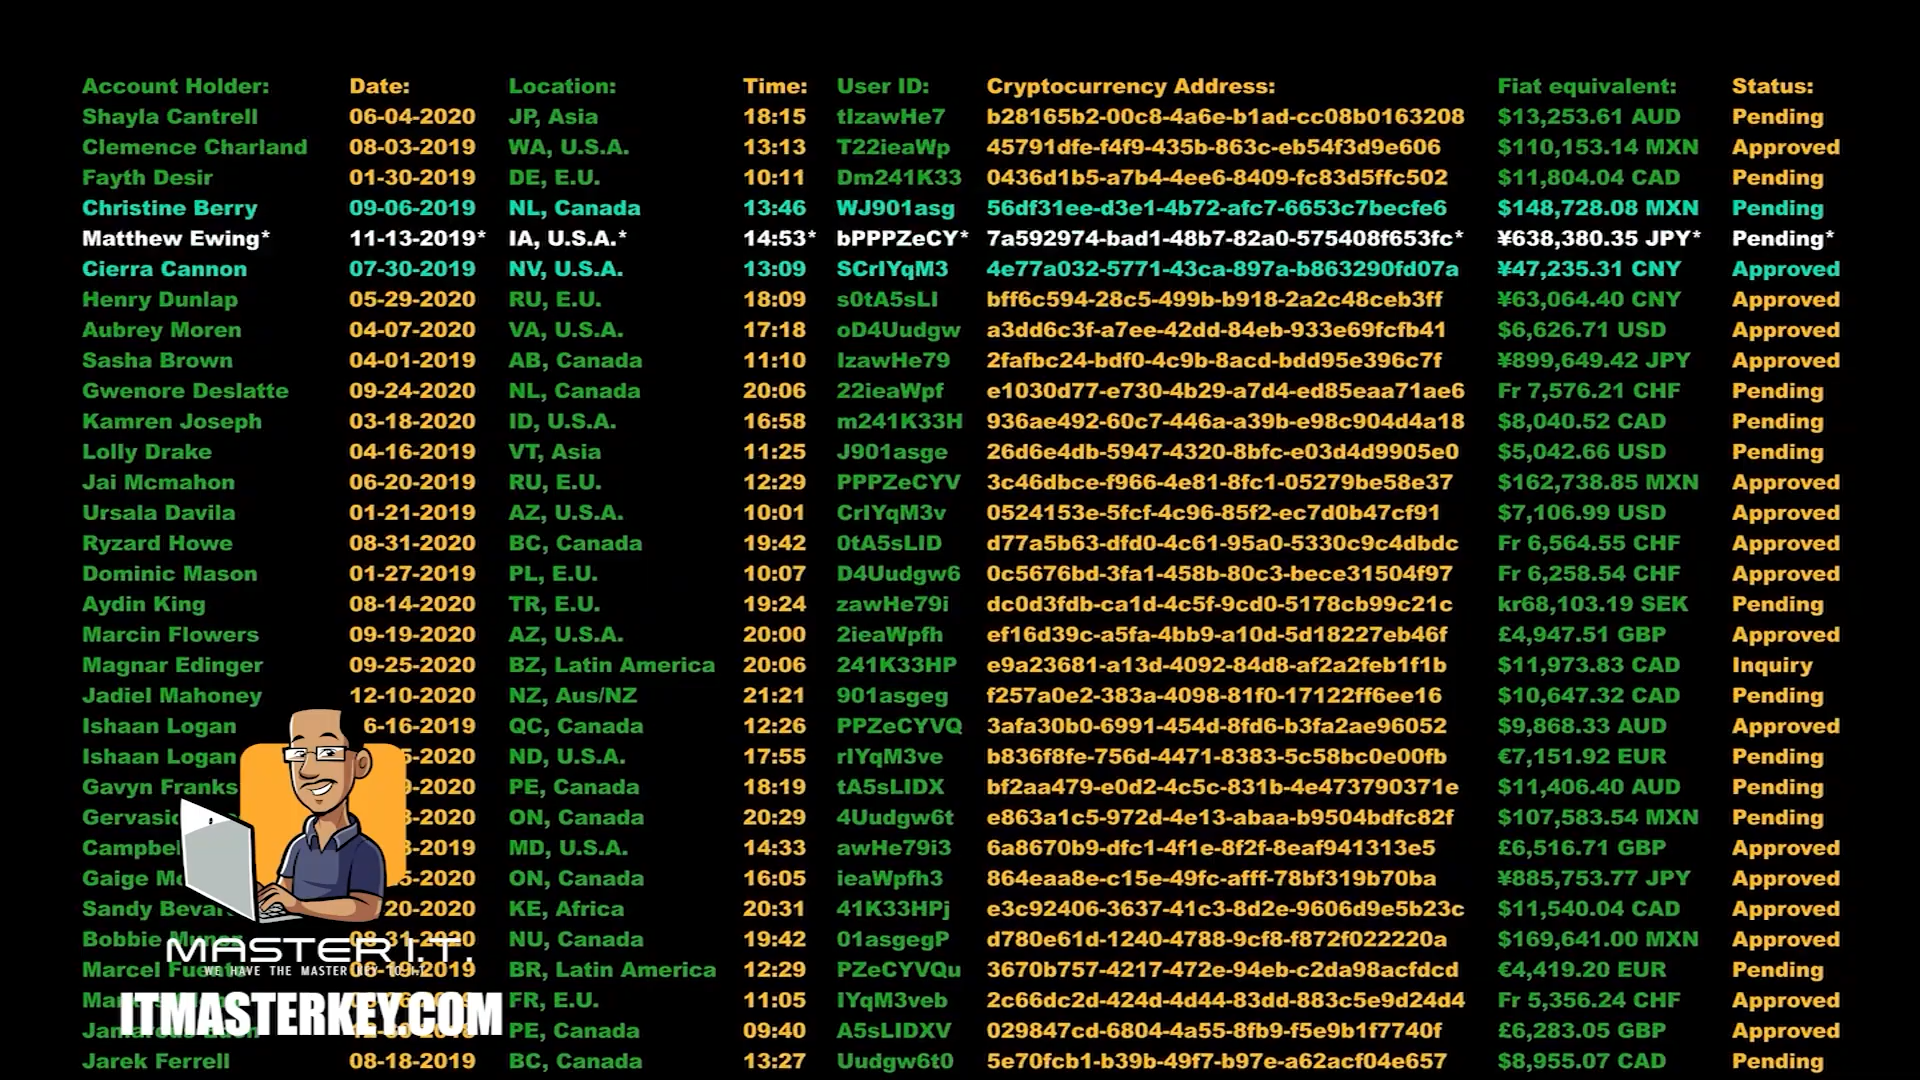 Account Holder: Date: Location: Time: User ID: Cryptocurrency Address: Fiat equivalent: Status:
Shayla Cantrell 06-04-2020 JP, Asia 18:15 tIzawHe7 b28165b2-00c8-4a6e-b1ad-cc08b0163208 $13,253.61 AUD Pending
Clemence Charland 08-03-2019 WA, U.S.A. 13:13 T22ieaWp 45791dfe-f4f9-435b-863c-eb54f3d9e606 $110,153.14 MXN Approved
Fayth Desir 01-30-2019 DE, E.U. 10:11 Dm241K33 0436d1b5-a7b4-4ee6-8409-fc83d5ffc502 $11,804.04 CAD Pending
Christine Berry 09-06-2019 NL, Canada 13:46 WJ901asg 56df31ee-d3e1-4b72-afc7-6653c7becfe6 $148,728.08 MXN Pending
Matthew Ewing* 11-13-2019* IA, U.S.A.* 14:53* bPPPZeCY* 7a592974-bad1-48b7-82a0-575408f653fc* ¥638,380.35 JPY* Pending*
Cierra Cannon 07-30-2019 NV, U.S.A. 13:09 SCrIYqM3 4e77a032-5771-43ca-897a-b863290fd07a ¥47,235.31 CNY Approved
Henry Dunlap 05-29-2020 RU, E.U. 18:09 s0tA5sLI bff6c594-28c5-499b-b918-2a2c48ceb3ff ¥63,064.40 CNY Approved
Aubrey Moren 04-07-2020 VA, U.S.A. 17:18 oD4Uudgw a3dd6c3f-a7ee-42dd-84eb-933e69fcfb41 $6,626.71 USD Approved
Sasha Brown 04-01-2019 AB, Canada 11:10 IzawHe79 2fafbc24-bdf0-4c9b-8acd-bdd95e396c7f ¥899,649.42 JPY Approved
Gwenore Deslatte 09-24-2020 NL, Canada 20:06 22ieaWpf e1030d77-e730-4b29-a7d4-ed85eaa71ae6 Fr 7,576.21 CHF Pending
Kamren Joseph 03-18-2020 ID, U.S.A. 16:58 m241K33H 936ae492-60c7-446a-a39b-e98c904d4a18 $8,040.52 CAD Pending
Lolly Drake 04-16-2019 VT, Asia 11:25 J901asge 26d6e4db-5947-4320-8bfc-e03d4d9905e0 $5,042.66 USD Pending
Jai Mcmahon 06-20-2019 RU, E.U. 12:29 PPPZeCYV 3c46dbce-f966-4e81-8fc1-05279be58e37 $162,738.85 MXN Approved
Ursala Davila 01-21-2019 AZ, U.S.A. 10:01 CrIYqM3v 0524153e-5fcf-4c96-85f2-ec7d0b47cf91 $7,106.99 USD Approved
Ryzard Howe 08-31-2020 BC, Canada 19:42 0tA5sLID d77a5b63-dfd0-4c61-95a0-5330c9c4dbdc Fr 6,564.55 CHF Approved
Dominic Mason 01-27-2019 PL, E.U. 10:07 D4Uudgw6 0c5676bd-3fa1-458b-80c3-bece31504f97 Fr 6,258.54 CHF Approved
Aydin King 08-14-2020 TR, E.U. 19:24 zawHe79i dc0d3fdb-ca1d-4c5f-9cd0-5178cb99c21c kr68,103.19 SEK Pending
Marcin Flowers 09-19-2020 AZ, U.S.A. 20:00 2ieaWpfh ef16d39c-a5fa-4bb9-a10d-5d18227eb46f £4,947.51 GBP Approved
Magnar Edinger 09-25-2020 BZ, Latin America 20:06 241K33HP e9a23681-a13d-4092-84d8-af2a2feb1f1b $11,973.83 CAD Inquiry
Jadiel Mahoney 12-10-2020 NZ, Aus/NZ 21:21 901asgeg f257a0e2-383a-4098-81f0-17122ff6ee16 $10,647.32 CAD Pending
Ishaan Logan 6-16-2019 QC, Canada 12:26 PPZeCYVQ 3afa30b0-6991-454d-8fd6-b3fa2ae96052 $9,868.33 AUD Approved
Ishaan Logan -2020 ND, U.S.A. 17:55 rIYqM3ve b836f8fe-756d-4471-8383-5c58bc0e00fb €7,151.92 EUR Pending
Gavyn Franks -2020 PE, Canada 18:19 tA5sLIDX bf2aa479-e0d2-4c5c-831b-4e473790371e $11,406.40 AUD Pending
-2020 ON, Canada 20:29 4Uudgw6t e863a1c5-972d-4e13-abaa-b9504bdfc82f $107,583.54 MXN Pending
-2019 MD, U.S.A. 14:33 awHe79i3 6a8670b9-dfc1-4f1e-8f2f-8eaf941313e5 £6,516.71 GBP Approved
Gaige -2020 ON, Canada 16:05 ieaWpfh3 864eaa8e-c15e-49fc-afff-78bf319b70ba ¥885,753.77 JPY Approved
Sandy 20-2020 KE, Africa 20:31 41K33HPj e3c92406-3637-41c3-8d2e-9606d9e5b23c $11,540.04 CAD Approved
Bobbie 08-31-2020 NU, Canada 19:42 01asgegP d780e61d-1240-4788-9cf8-f872f022220a $169,641.00 MXN Approved
MASTER I.T.
WE HAVE THE MASTER KEY TO I.T.
Marcel 2019 BR, Latin America 12:29 PZeCYVQu 3670b757-4217-472e-94eb-c2da98acfdcd €4,419.20 EUR Pending
ITMASTERKEY.COM
FR, E.U. 11:05 IYqM3veb 2c66dc2d-424d-4d44-83dd-883c5e9d24d4 Fr 5,356.24 CHF Approved
PE, Canada 09:40 A5sLIDXV 029847cd-6804-4a55-8fb9-f5e9b1f7740f £6,283.05 GBP Approved
Jarek Ferrell 08-18-2019 BC, Canada 13:27 Uudgw6t0 5e70fcb1-b39b-49f7-b97e-a62acf04e657 $8,955.07 CAD Pending